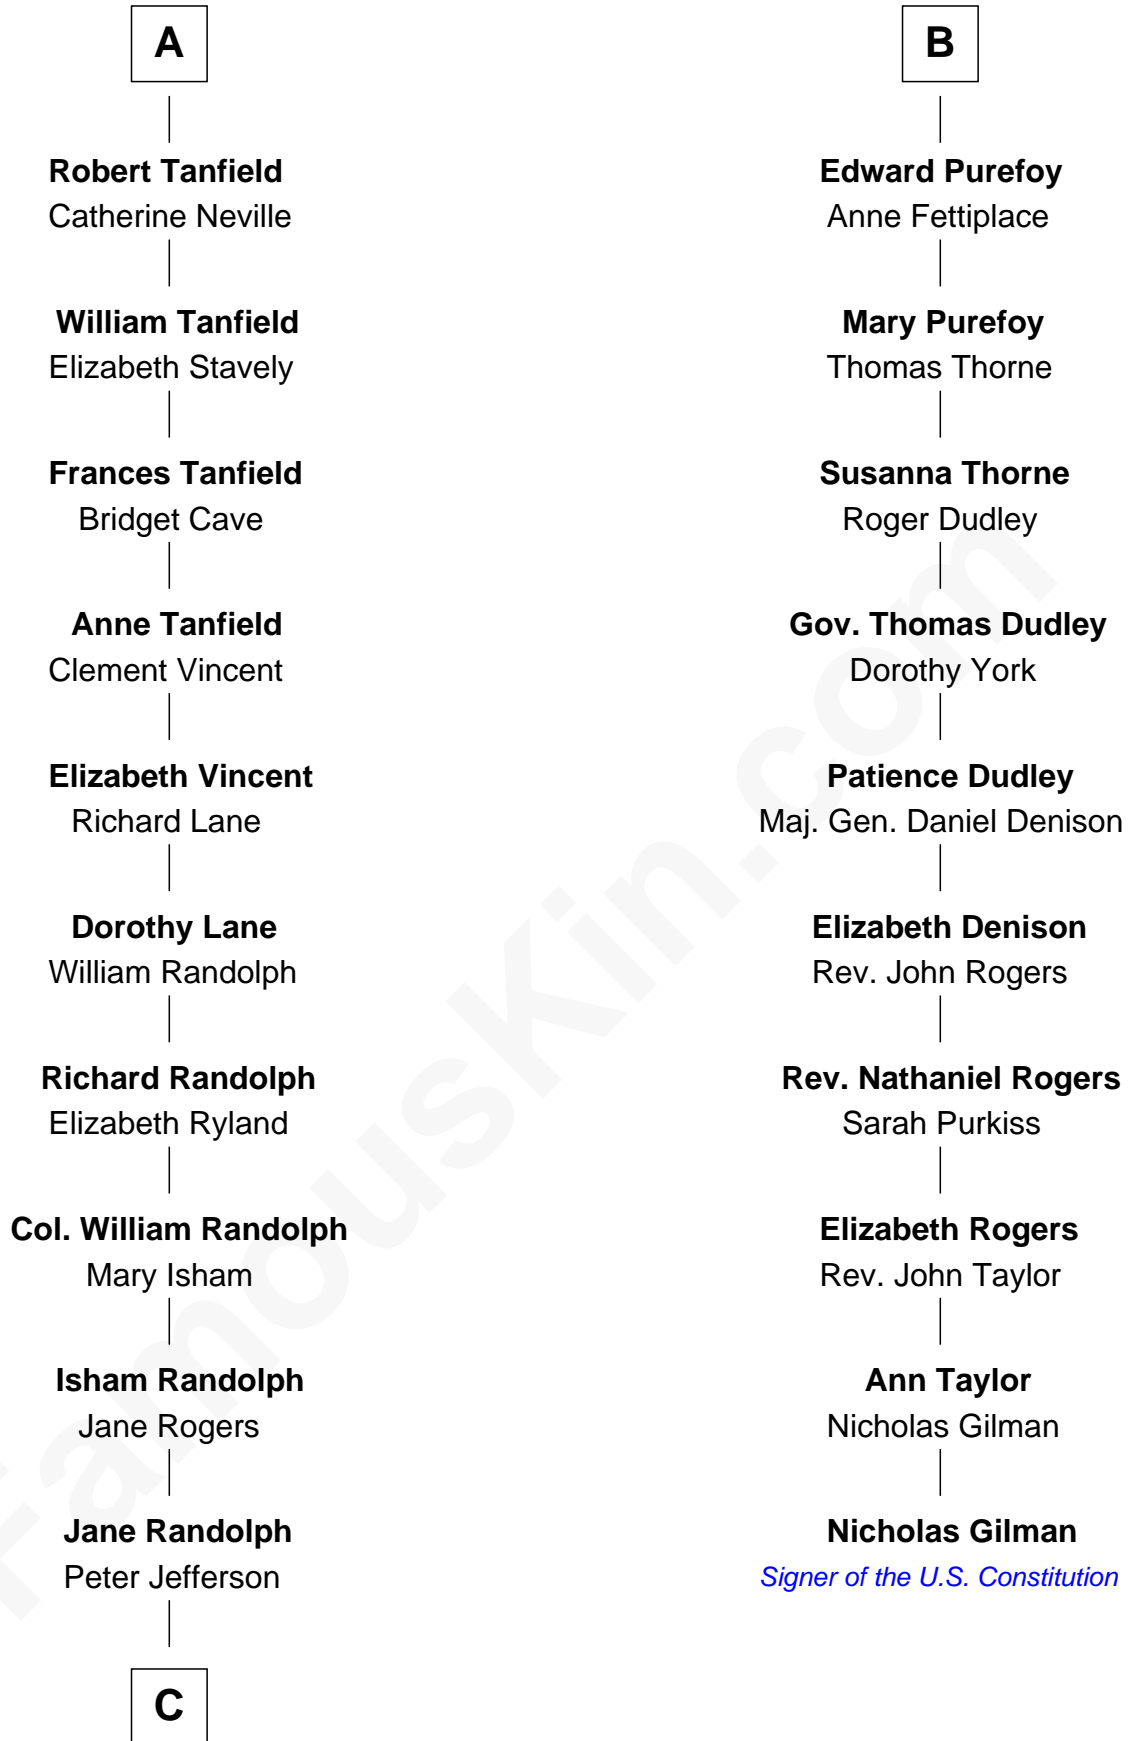 A
Robert Tanfield
Catherine Neville
William Tanfield
Elizabeth Stavely
Frances Tanfield
Bridget Cave
Anne Tanfield
Clement Vincent
Elizabeth Vincent
Richard Lane
Dorothy Lane
William Randolph
Richard Randolph
Elizabeth Ryland
Col. William Randolph
Mary Isham
Isham Randolph
Jane Rogers
Jane Randolph
Peter Jefferson
C
B
Edward Purefoy
Anne Fettiplace
Mary Purefoy
Thomas Thorne
Susanna Thorne
Roger Dudley
Gov. Thomas Dudley
Dorothy York
Patience Dudley
Maj. Gen. Daniel Denison
Elizabeth Denison
Rev. John Rogers
Rev. Nathaniel Rogers
Sarah Purkiss
Elizabeth Rogers
Rev. John Taylor
Ann Taylor
Nicholas Gilman
Nicholas Gilman
Signer of the U.S. Constitution
FamousKin.com